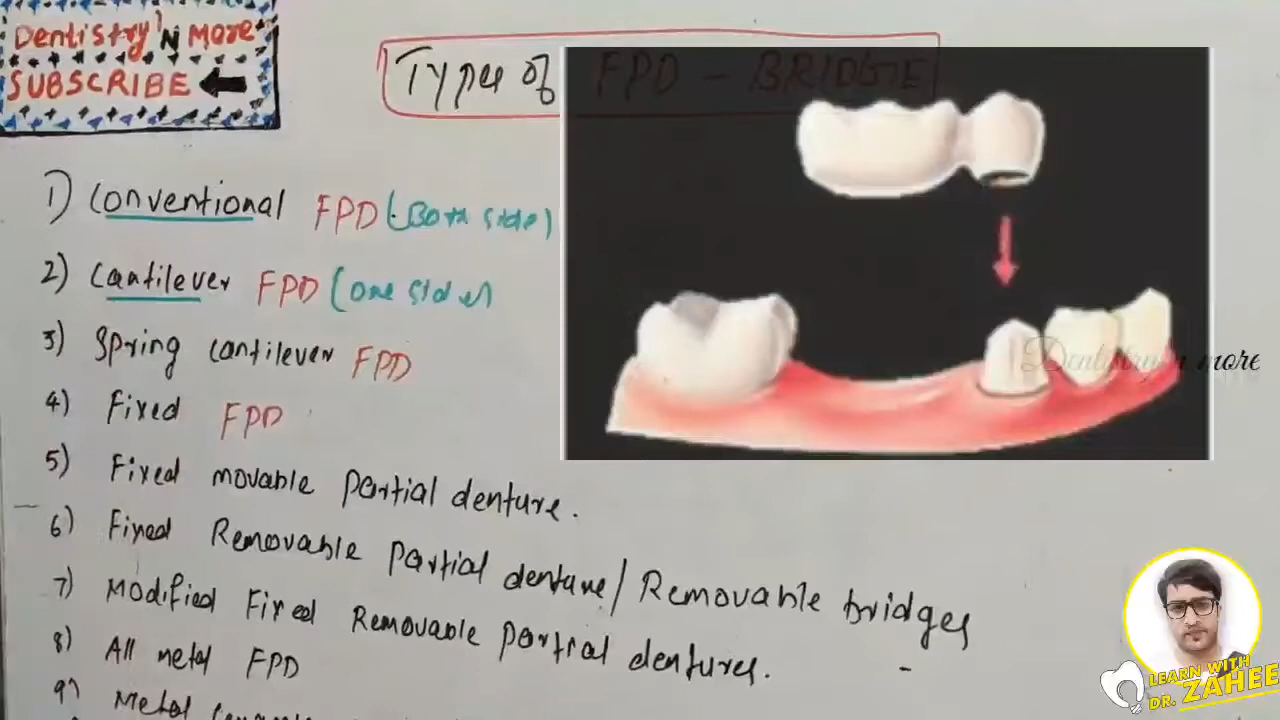 Dentistry'N More
SUBSCRIBE
Types of FPD - BRIDGE
1) Conventional FPD (Both side)
2) Cantilever FPD (one side)
3) Spring cantilever FPD
4) Fixed FPD
5) Fixed movable partial denture.
6) Fixed Removable partial denture / Removable bridges
7) Modified Fixed Removable partial dentures.
8) All metal FPD
9) Metal
Dentistry n more
LEARN WITH
DR. ZAHEE